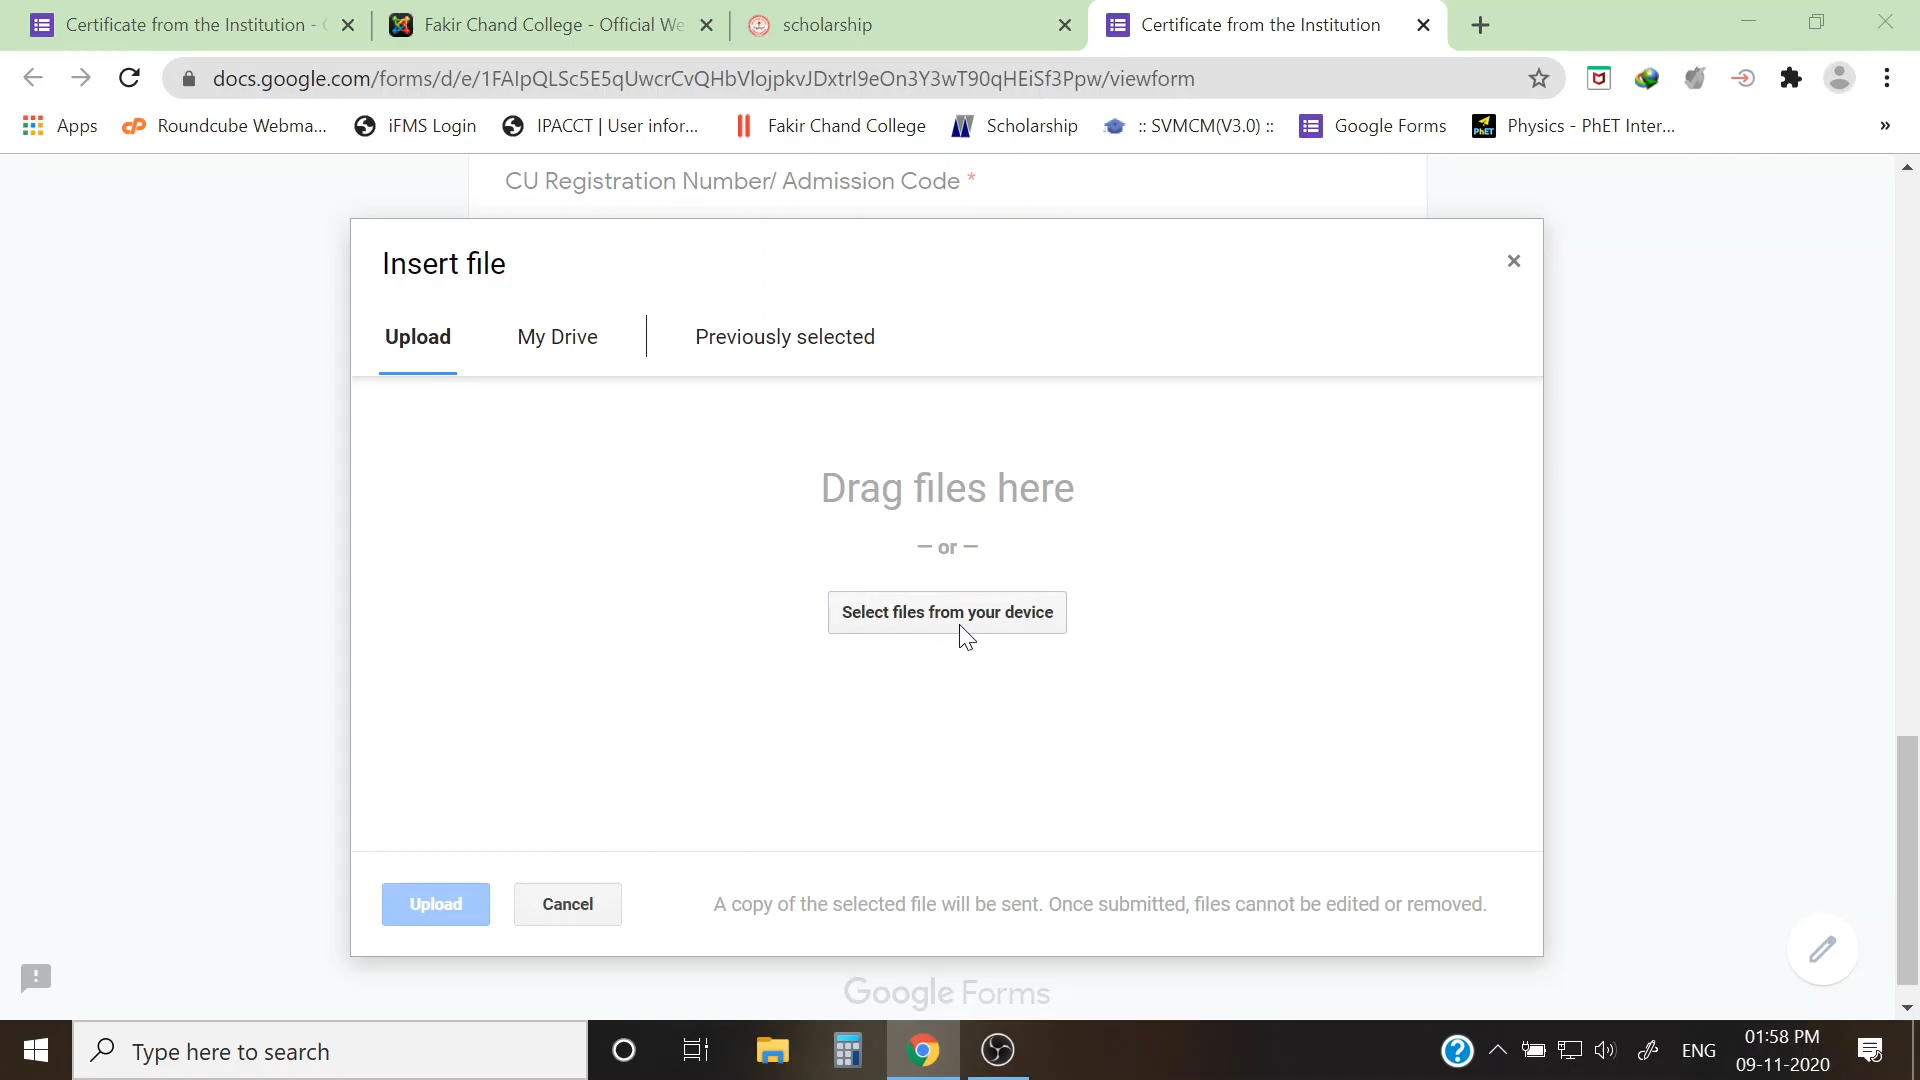 Certificate from the Institution -
Fakir Chand College - Official We
scholarship
Certificate from the Institution
docs.google.com/forms/d/e/1FAIpQLSc5E5qUwcrCvQHbVlojpkvJDxtrI9eOn3Y3wT90qHEiSf3Ppw/viewform
Apps
cP Roundcube Webma...
iFMS Login
IPACCT | User infor...
Fakir Chand College
Scholarship
:: SVMCM(V3.0) ::
Google Forms
PhET Physics - PhET Inter...
»
CU Registration Number/ Admission Code *
Insert file
Upload
My Drive
Previously selected
Drag files here
— or —
Select files from your device
Upload
Cancel
A copy of the selected file will be sent. Once submitted, files cannot be edited or removed.
Google Forms
Type here to search
ENG
01:58 PM
09-11-2020